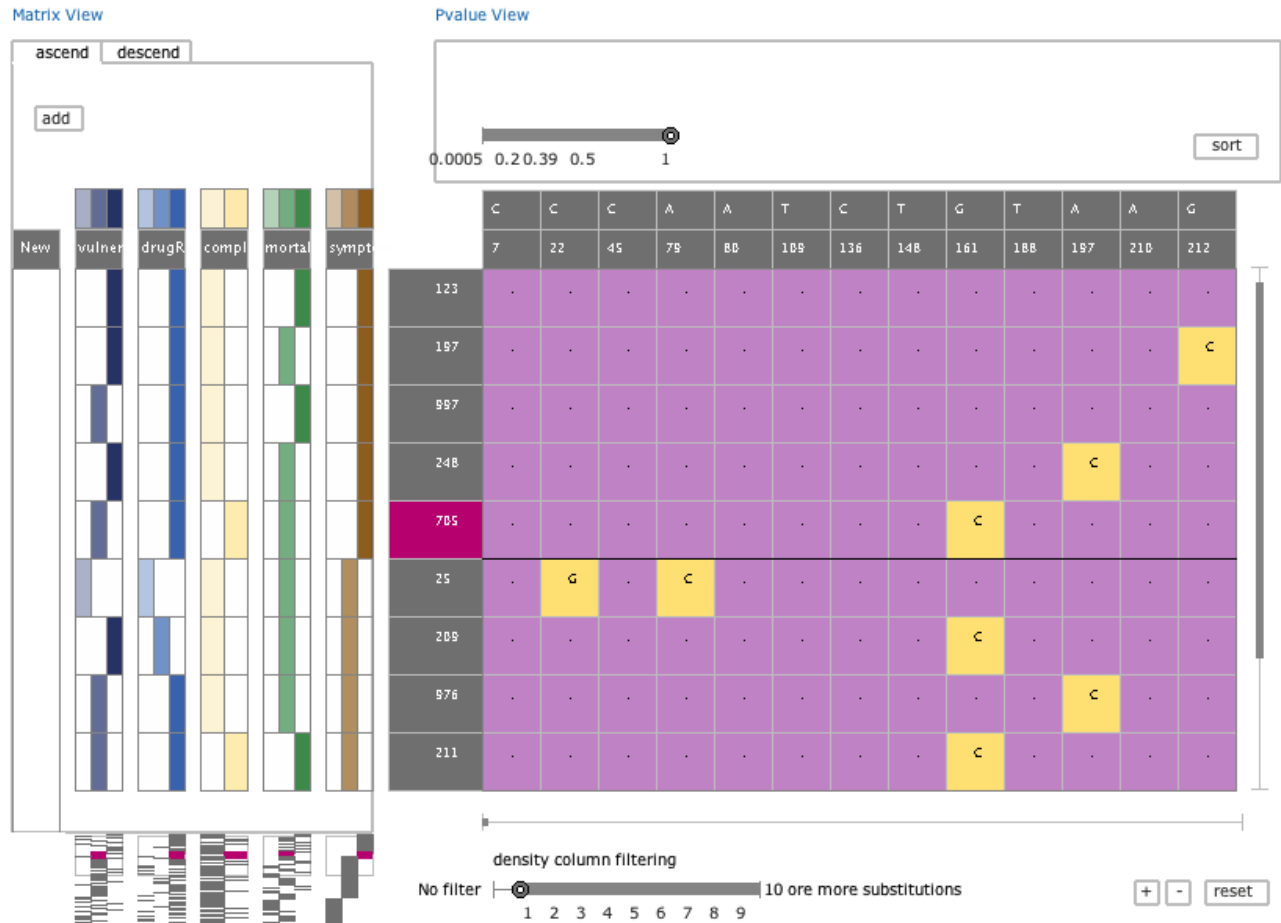 Matrix View
Pvalue View
ascend descend
add
0.0005 0.2 0.39 0.5 1
sort
C C C A A T C T G T A A G
New vulner drugR compl mortal sympto 7 22 45 79 80 109 136 148 161 188 197 210 212
123 . . . . . . . . . . . . .
197 . . . . . . . . . . . . C
997 . . . . . . . . . . . . .
248 . . . . . . . . . . C . .
705 . . . . . . . . C . . . .
25 . G . C . . . . . . . . .
209 . . . . . . . . C . . . .
976 . . . . . . . . . . C . .
211 . . . . . . . . C . . . .
density column filtering
No filter 10 ore more substitutions
1 2 3 4 5 6 7 8 9
+ - reset